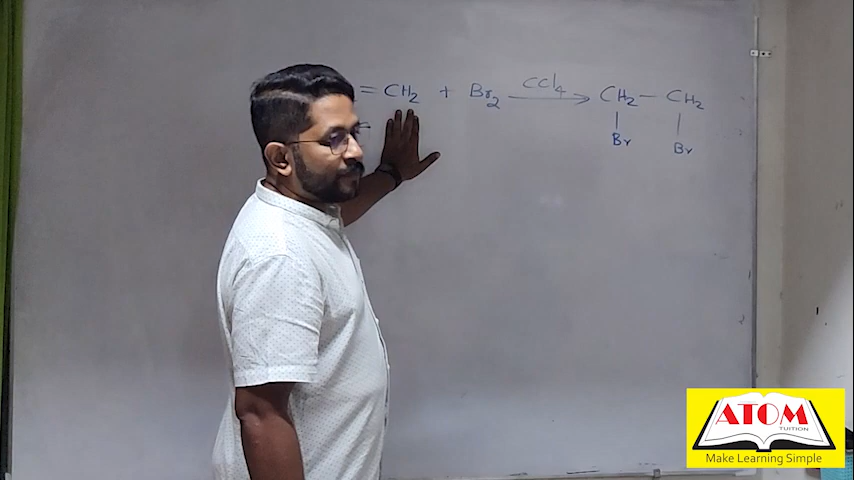 = CH₂ + Br₂ CCl₄ → CH₂ — CH₂
Br Br
ATOM
TUITION
Make Learning Simple